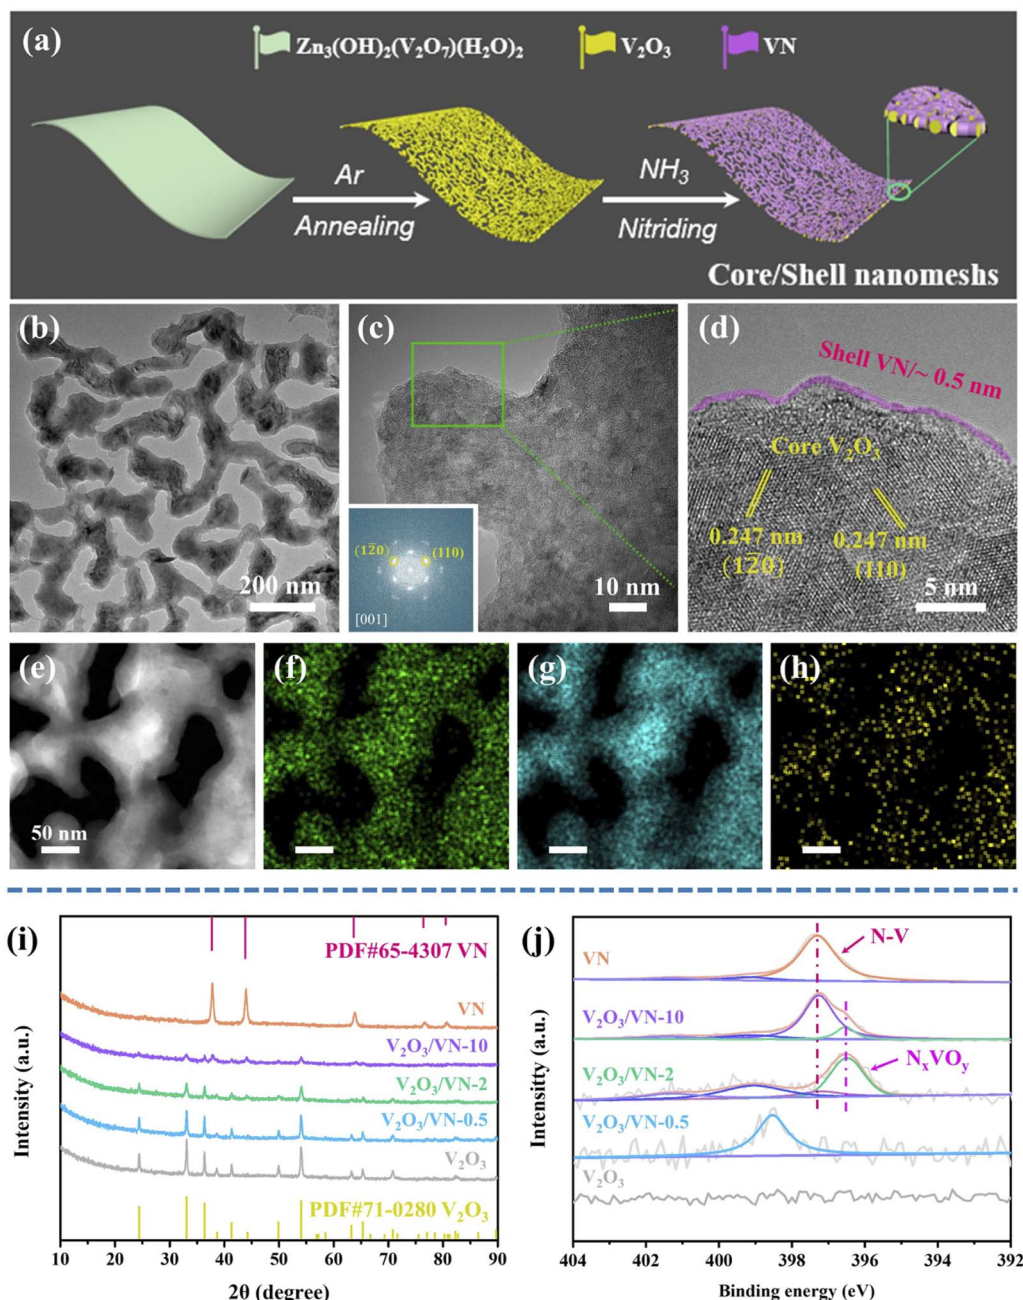 (a)
Zn₃(OH)₂(V₂O₇)(H₂O)₂
V₂O₃
VN
Ar
Annealing
NH₃
Nitriding
Core/Shell nanomeshs
(b)
200 nm
(c)
(11̅0)
(110)
[001]
10 nm
(d)
Shell VN/~ 0.5 nm
Core V₂O₃
0.247 nm
(12̅0)
0.247 nm
(110)
5 nm
(e)
50 nm
(f)
(g)
(h)
(i)
PDF#65-4307 VN
VN
V₂O₃/VN-10
V₂O₃/VN-2
V₂O₃/VN-0.5
V₂O₃
PDF#71-0280 V₂O₃
Intensity (a.u.)
10 20 30 40 50 60 70 80 90
2θ (degree)
(j)
VN
N-V
V₂O₃/VN-10
NₓVOᵧ
V₂O₃/VN-2
V₂O₃/VN-0.5
V₂O₃
Intensitty (a.u.)
404 402 400 398 396 394 392
Binding energy (eV)